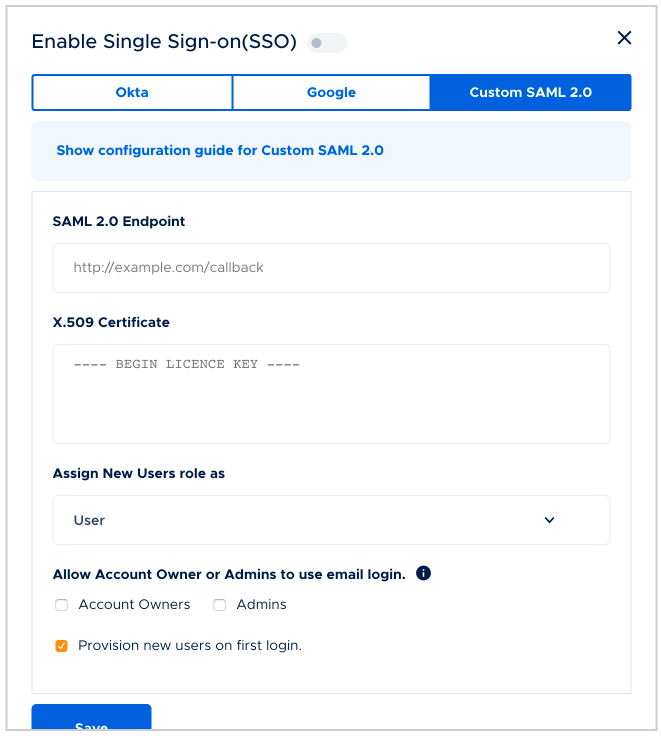 Enable Single Sign-on(SSO)
Okta Google Custom SAML 2.0
Show configuration guide for Custom SAML 2.0
SAML 2.0 Endpoint
http://example.com/callback
X.509 Certificate
---- BEGIN LICENCE KEY ----
Assign New Users role as
User
Allow Account Owner or Admins to use email login.
Account Owners Admins
Provision new users on first login.
Save